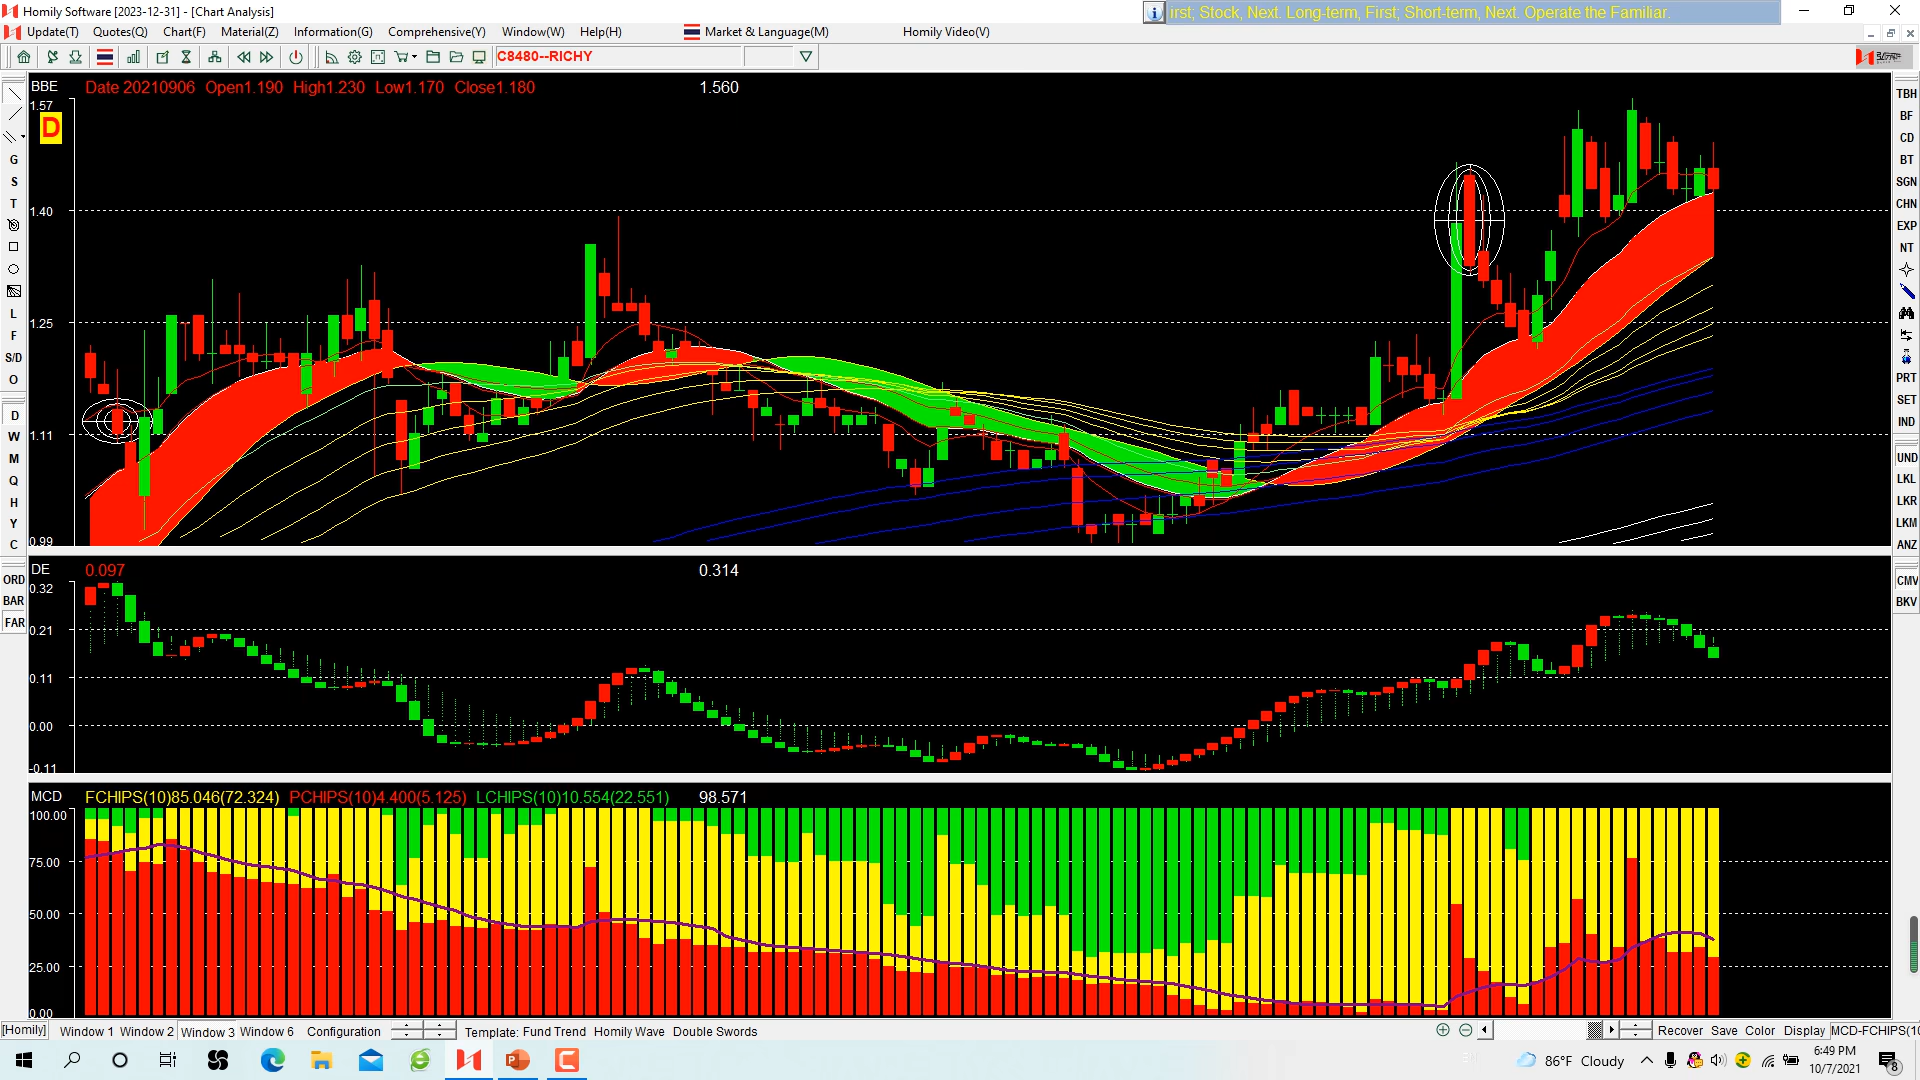 Homily Software [2023-12-31] - [Chart Analysis]
irst; Stock, Next. Long-term, First; Short-term, Next. Operate the Familiar.
Update(T) Quotes(Q) Chart(F) Material(Z) Information(G) Comprehensive(Y) Window(W) Help(H) Market & Language(M) Homily Video(V)
C8480--RICHY
BBE Date 20210906 Open1.190 High1.230 Low1.170 Close1.180 1.560
1.57
D
1.40
1.25
1.11
0.99
DE 0.097 0.314
0.32
0.21
0.11
0.00
-0.11
MCD FCHIPS(10)85.046(72.324) PCHIPS(10)4.400(5.125) LCHIPS(10)10.554(22.551) 98.571
100.00
75.00
50.00
25.00
0.00
G
S
T
L
F
S/D
O
D
W
M
Q
H
Y
C
ORD
BAR
FAR
TBH
BF
CD
BT
SGN
CHN
EXP
NT
PRT
SET
IND
UND
LKL
LKR
LKM
ANZ
CMV
BKV
[Homily] Window 1 Window 2 Window 3 Window 6 Configuration Template: Fund Trend Homily Wave Double Swords Recover Save Color Display MCD-FCHIPS(10
86°F Cloudy 6:49 PM
10/7/2021
8